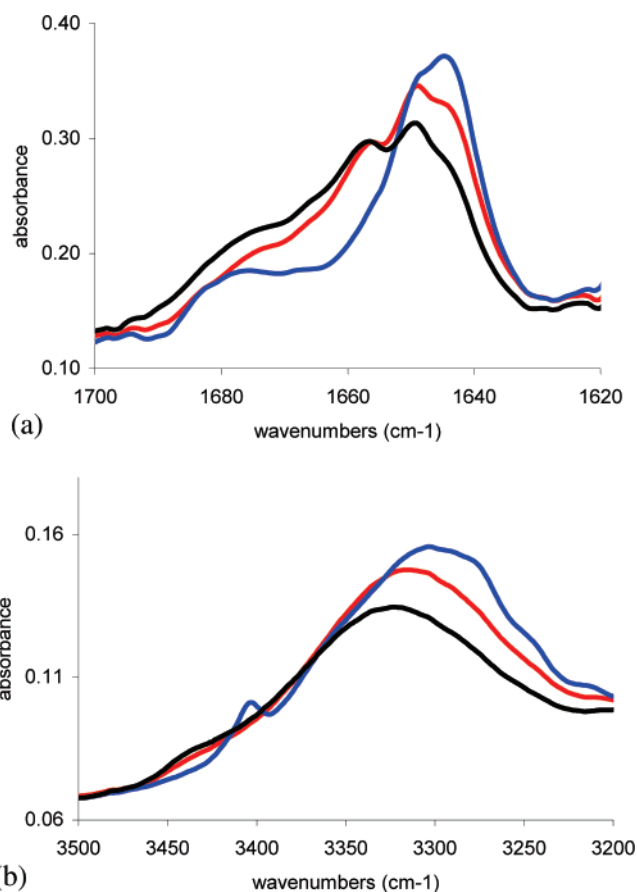 0.40
0.30
absorbance
0.20
0.10
1700 1680 1660 1640 1620
(a)
wavenumbers (cm-1)
0.16
absorbance
0.11
0.06
3500 3450 3400 3350 3300 3250 3200
(b)
wavenumbers (cm-1)